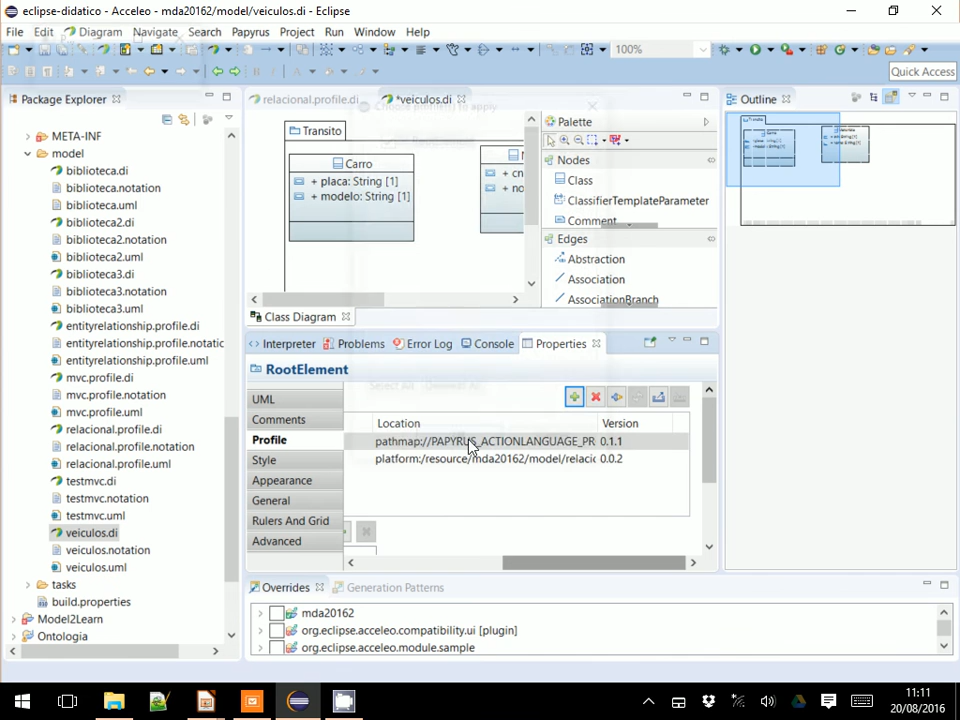 eclipse-didatico - Acceleo - mda20162/model/veiculos.di - Eclipse
File Edit Diagram Navigate Search Papyrus Project Run Window Help
100%
Quick Access
Package Explorer
META-INF
model
biblioteca.di
biblioteca.notation
biblioteca.uml
biblioteca2.di
biblioteca2.notation
biblioteca2.uml
biblioteca3.di
biblioteca3.notation
biblioteca3.uml
entityrelationship.profile.di
entityrelationship.profile.notatic
entityrelationship.profile.uml
mvc.profile.di
mvc.profile.notation
mvc.profile.uml
relacional.profile.di
relacional.profile.notation
relacional.profile.uml
testmvc.di
testmvc.notation
testmvc.uml
veiculos.di
veiculos.notation
veiculos.uml
tasks
build.properties
Model2Learn
Ontologia
relacional.profile.di *veiculos.di
Transito
Carro
+ placa: String [1]
+ modelo: String [1]
+ cn
+ no
Palette
Nodes
Class
ClassifierTemplateParameter
Comment
Edges
Abstraction
Association
AssociationBranch
Class Diagram
Outline
Interpreter Problems Error Log Console Properties
RootElement
UML
Comments
Profile
Style
Appearance
General
Rulers And Grid
Advanced
Location Version
pathmap://PAPYRUS_ACTIONLANGUAGE_PR 0.1.1
platform:/resource/mda20162/model/relacic 0.0.2
Overrides Generation Patterns
mda20162
org.eclipse.acceleo.compatibility.ui [plugin]
org.eclipse.acceleo.module.sample
11:11
20/08/2016